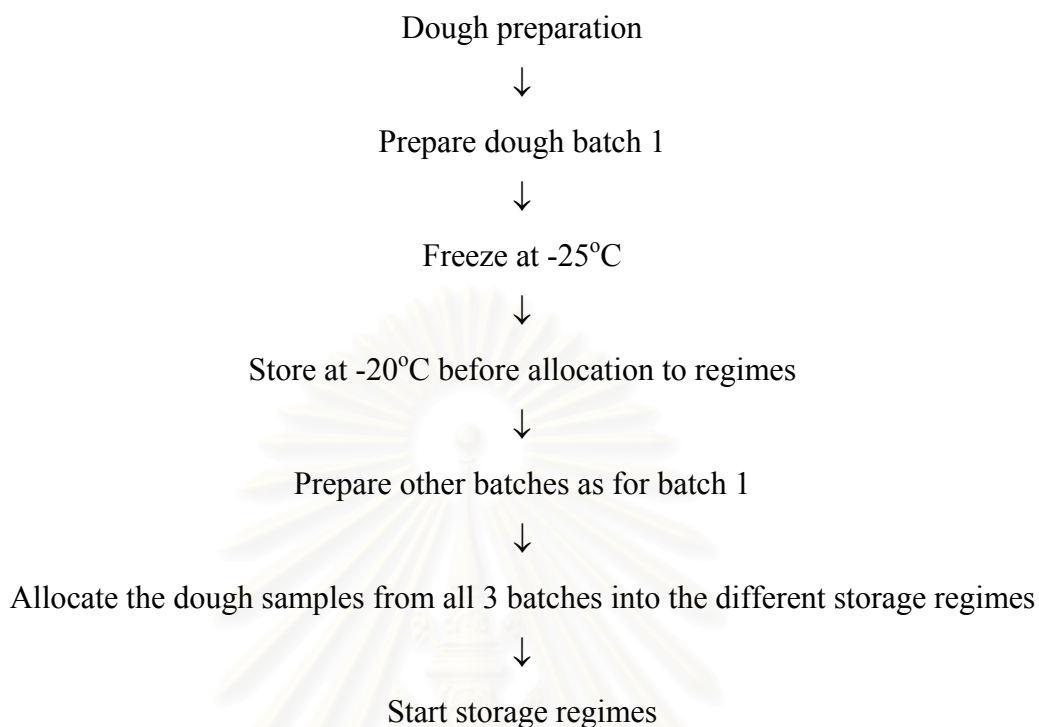 Dough preparation
↓
Prepare dough batch 1
↓
Freeze at -25°C
↓
Store at -20°C before allocation to regimes
↓
Prepare other batches as for batch 1
↓
Allocate the dough samples from all 3 batches into the different storage regimes
↓
Start storage regimes